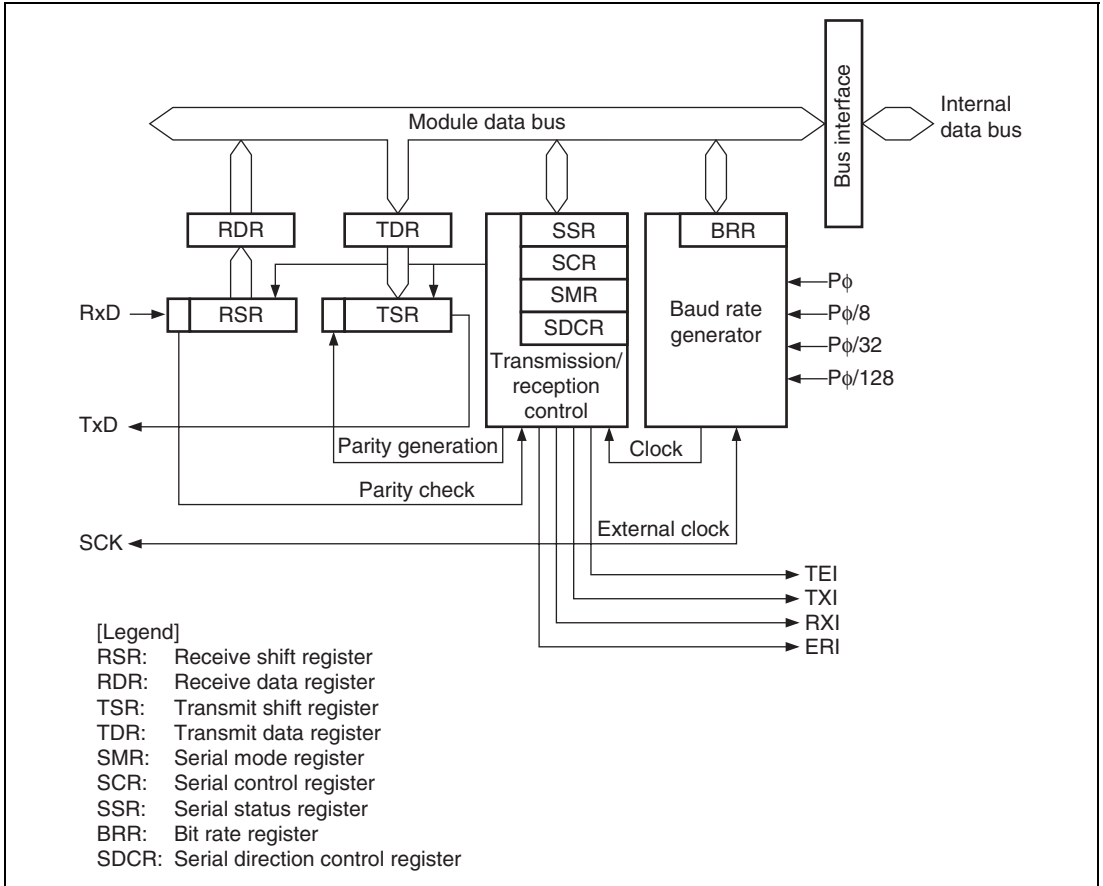 Bus interface
Internal
data bus
Module data bus
RDR
TDR
SSR
BRR
SCR
SMR
SDCR
RxD
RSR
TSR
Baud rate
generator
Pϕ
Pϕ/8
Pϕ/32
Pϕ/128
Transmission/
reception
control
TxD
Parity generation
Clock
Parity check
External clock
SCK
TEI
TXI
RXI
ERI
[Legend]
RSR: Receive shift register
RDR: Receive data register
TSR: Transmit shift register
TDR: Transmit data register
SMR: Serial mode register
SCR: Serial control register
SSR: Serial status register
BRR: Bit rate register
SDCR: Serial direction control register